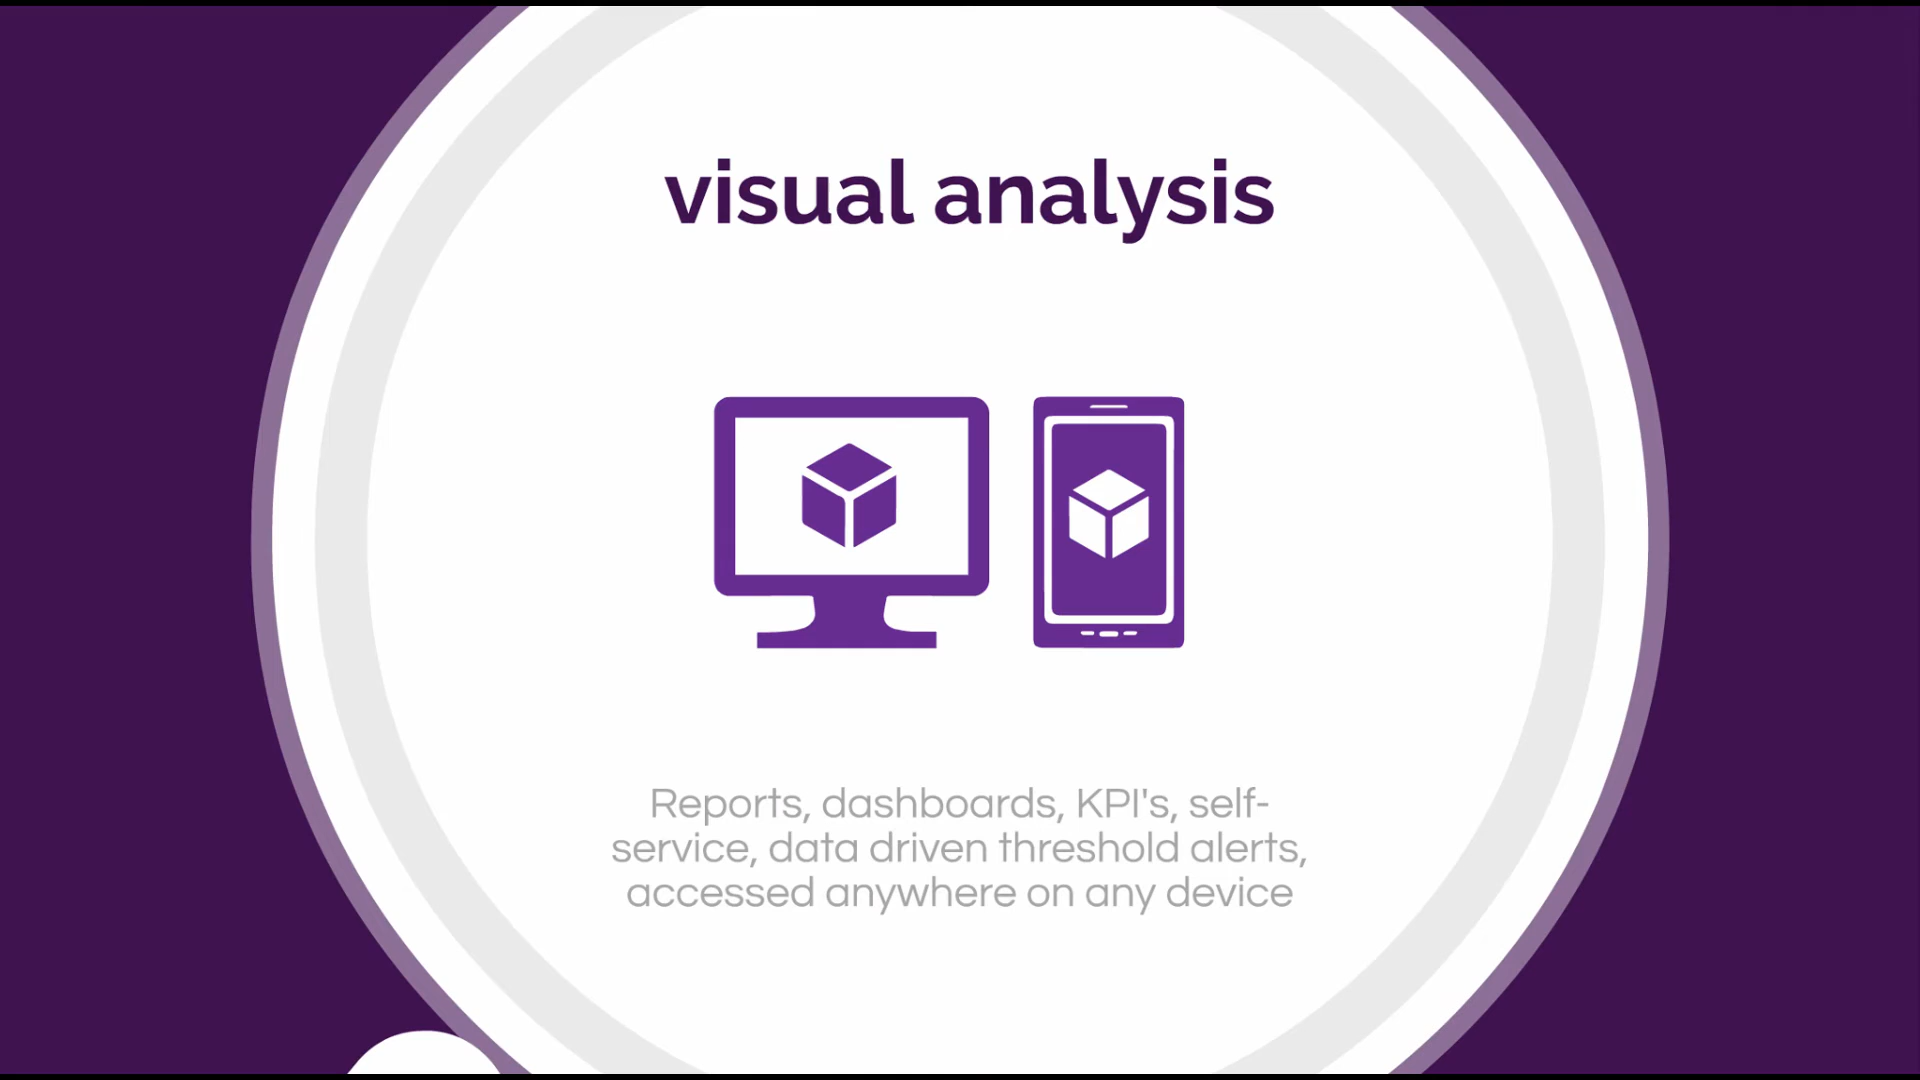 visual analysis
Reports, dashboards, KPI's, self-
service, data driven threshold alerts,
accessed anywhere on any device